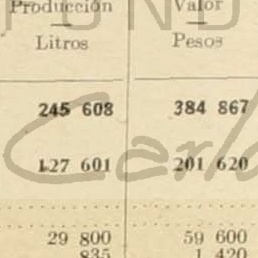 FUND
Producción Valor
Litros Pesos
245 608 384 867
127 601 201 620
29 800 59 600
835 1 420